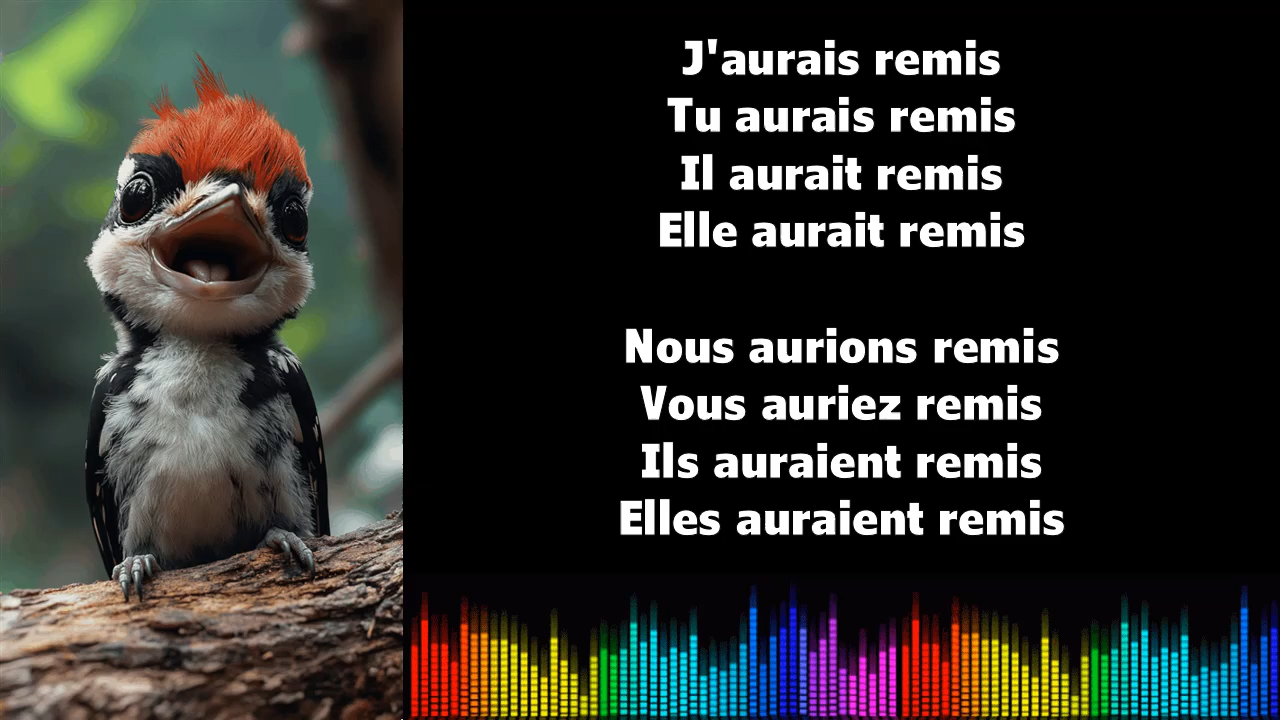 J'aurais remis
Tu aurais remis
Il aurait remis
Elle aurait remis
Nous aurions remis
Vous auriez remis
Ils auraient remis
Elles auraient remis